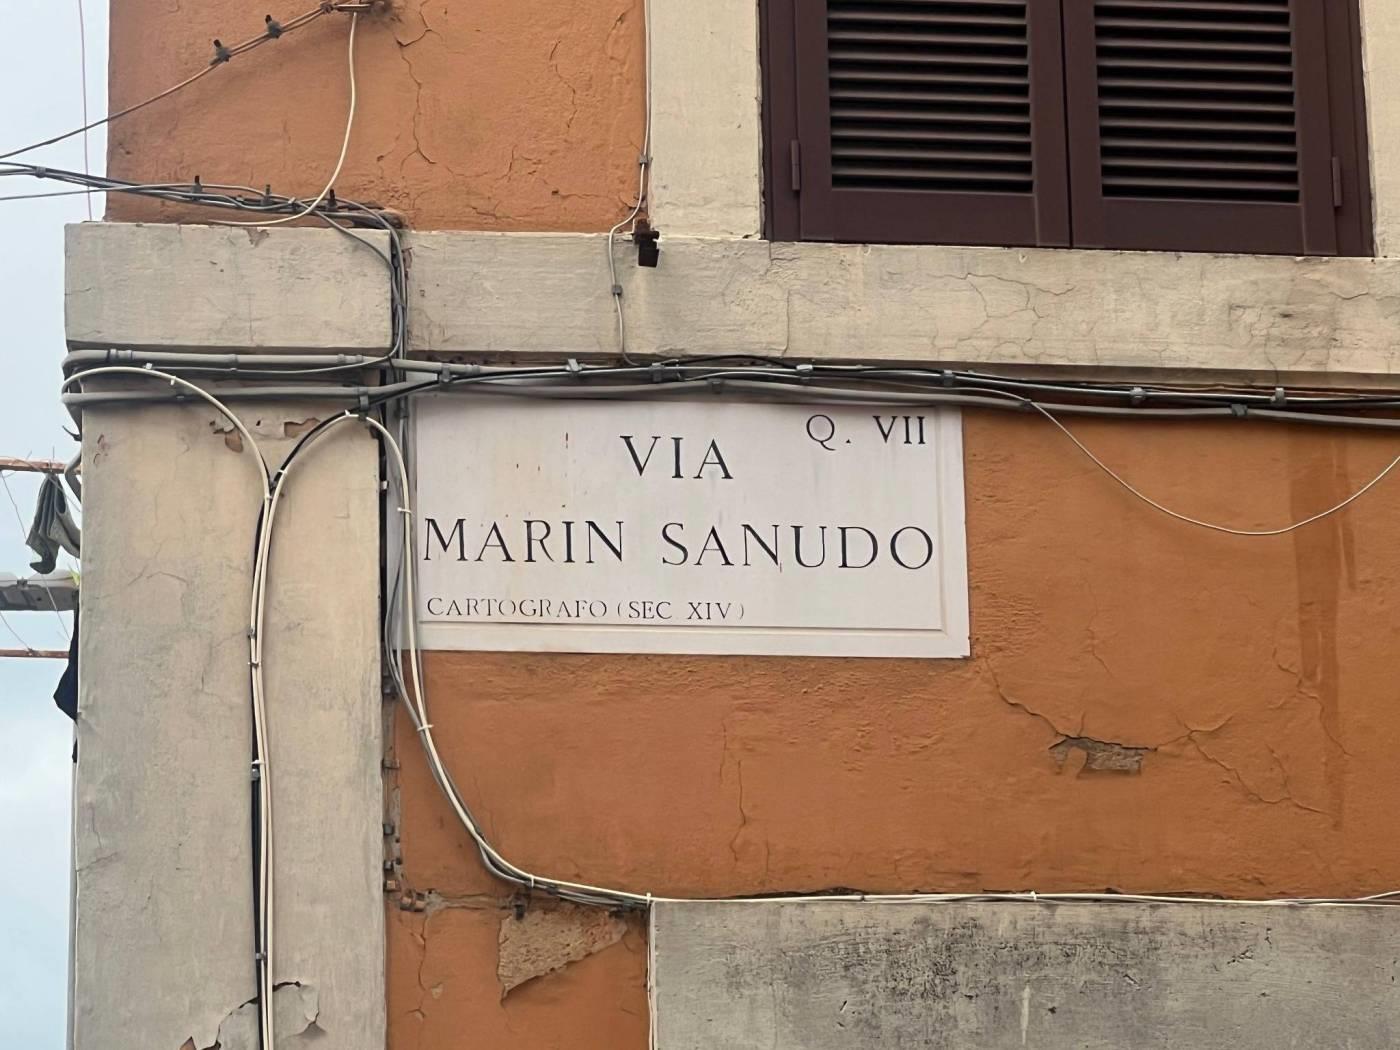 Q. VII
VIA
MARIN SANUDO
CARTOGRAFO (SEC. XIV)